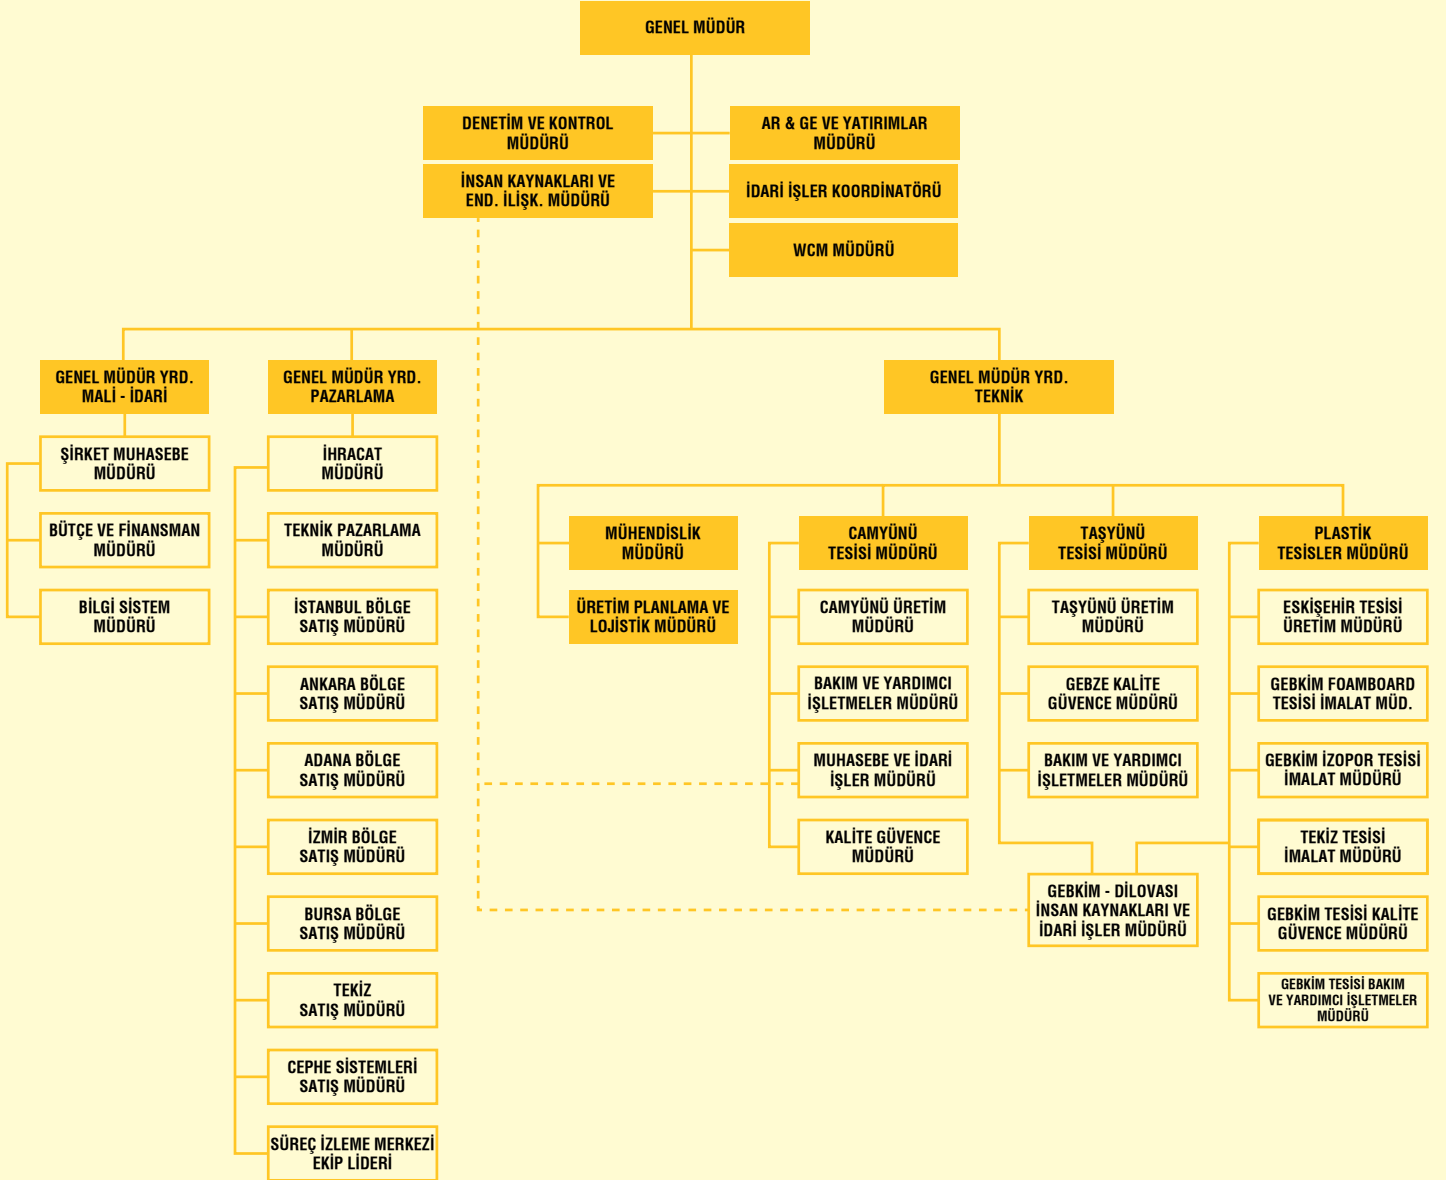 GENEL MÜDÜR
DENETİM VE KONTROL
MÜDÜRÜ
AR & GE VE YATIRIMLAR
MÜDÜRÜ
İNSAN KAYNAKLARI VE
END. İLİŞK. MÜDÜRÜ
İDARİ İŞLER KOORDİNATÖRÜ
WCM MÜDÜRÜ
GENEL MÜDÜR YRD.
MALİ - İDARİ
ŞİRKET MUHASEBE
MÜDÜRÜ
BÜTÇE VE FİNANSMAN
MÜDÜRÜ
BİLGİ SİSTEM
MÜDÜRÜ
GENEL MÜDÜR YRD.
PAZARLAMA
İHRACAT
MÜDÜRÜ
TEKNİK PAZARLAMA
MÜDÜRÜ
İSTANBUL BÖLGE
SATIŞ MÜDÜRÜ
ANKARA BÖLGE
SATIŞ MÜDÜRÜ
ADANA BÖLGE
SATIŞ MÜDÜRÜ
İZMİR BÖLGE
SATIŞ MÜDÜRÜ
BURSA BÖLGE
SATIŞ MÜDÜRÜ
TEKİZ
SATIŞ MÜDÜRÜ
CEPHE SİSTEMLERİ
SATIŞ MÜDÜRÜ
SÜREÇ İZLEME MERKEZİ
EKİP LİDERİ
GENEL MÜDÜR YRD.
TEKNİK
MÜHENDİSLİK
MÜDÜRÜ
ÜRETİM PLANLAMA VE
LOJİSTİK MÜDÜRÜ
CAMYÜNÜ
TESİSİ MÜDÜRÜ
CAMYÜNÜ ÜRETİM
MÜDÜRÜ
BAKIM VE YARDIMCI
İŞLETMELER MÜDÜRÜ
MUHASEBE VE İDARİ
İŞLER MÜDÜRÜ
KALİTE GÜVENCE
MÜDÜRÜ
TAŞYÜNÜ
TESİSİ MÜDÜRÜ
TAŞYÜNÜ ÜRETİM
MÜDÜRÜ
GEBZE KALİTE
GÜVENCE MÜDÜRÜ
BAKIM VE YARDIMCI
İŞLETMELER MÜDÜRÜ
GEBKİM - DİLOVASI
İNSAN KAYNAKLARI VE
İDARİ İŞLER MÜDÜRÜ
PLASTİK
TESİSLER MÜDÜRÜ
ESKİŞEHİR TESİSİ
ÜRETİM MÜDÜRÜ
GEBKİM FOAMBOARD
TESİSİ İMALAT MÜD.
GEBKİM İZOPOR TESİSİ
İMALAT MÜDÜRÜ
TEKİZ TESİSİ
İMALAT MÜDÜRÜ
GEBKİM TESİSİ KALİTE
GÜVENCE MÜDÜRÜ
GEBKİM TESİSİ BAKIM
VE YARDIMCI İŞLETMELER
MÜDÜRÜ